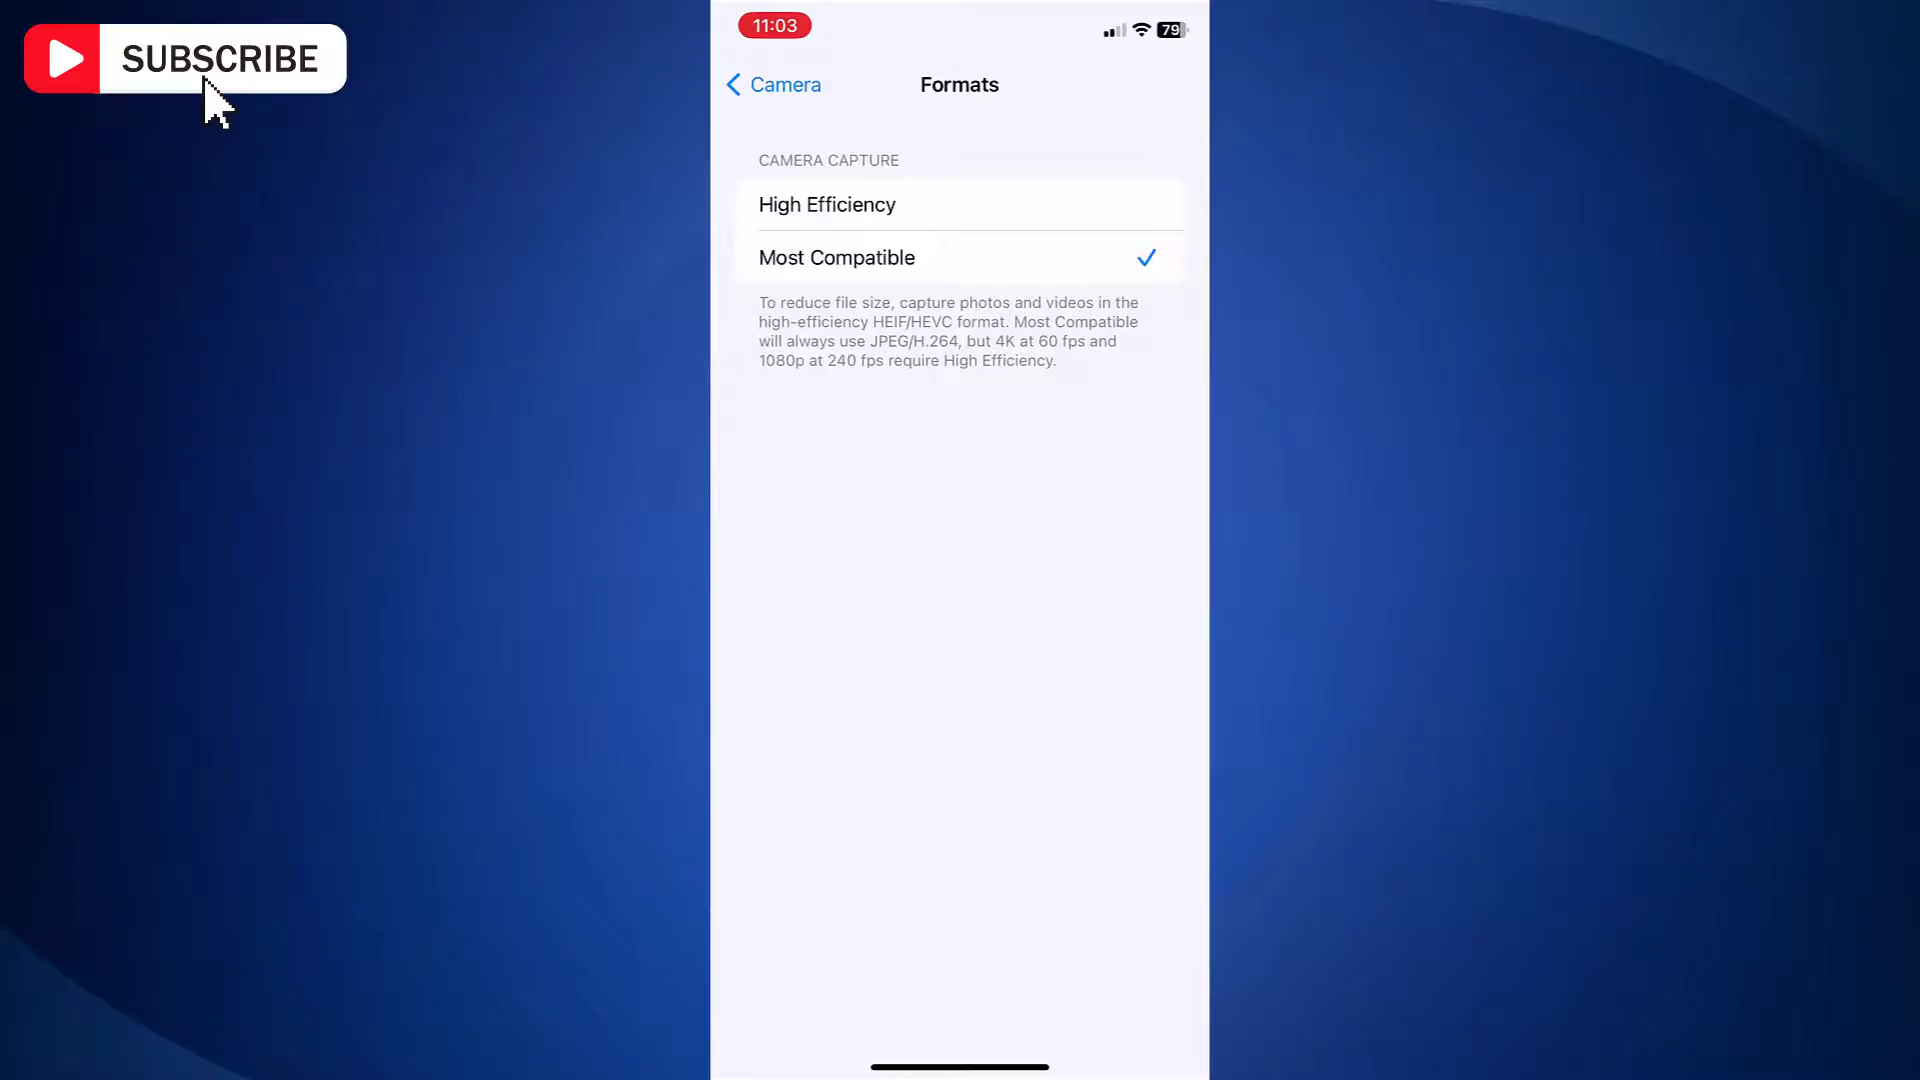 SUBSCRIBE
11:03
79
Camera
Formats
CAMERA CAPTURE
High Efficiency
Most Compatible
To reduce file size, capture photos and videos in the
high-efficiency HEIF/HEVC format. Most Compatible
will always use JPEG/H.264, but 4K at 60 fps and
1080p at 240 fps require High Efficiency.